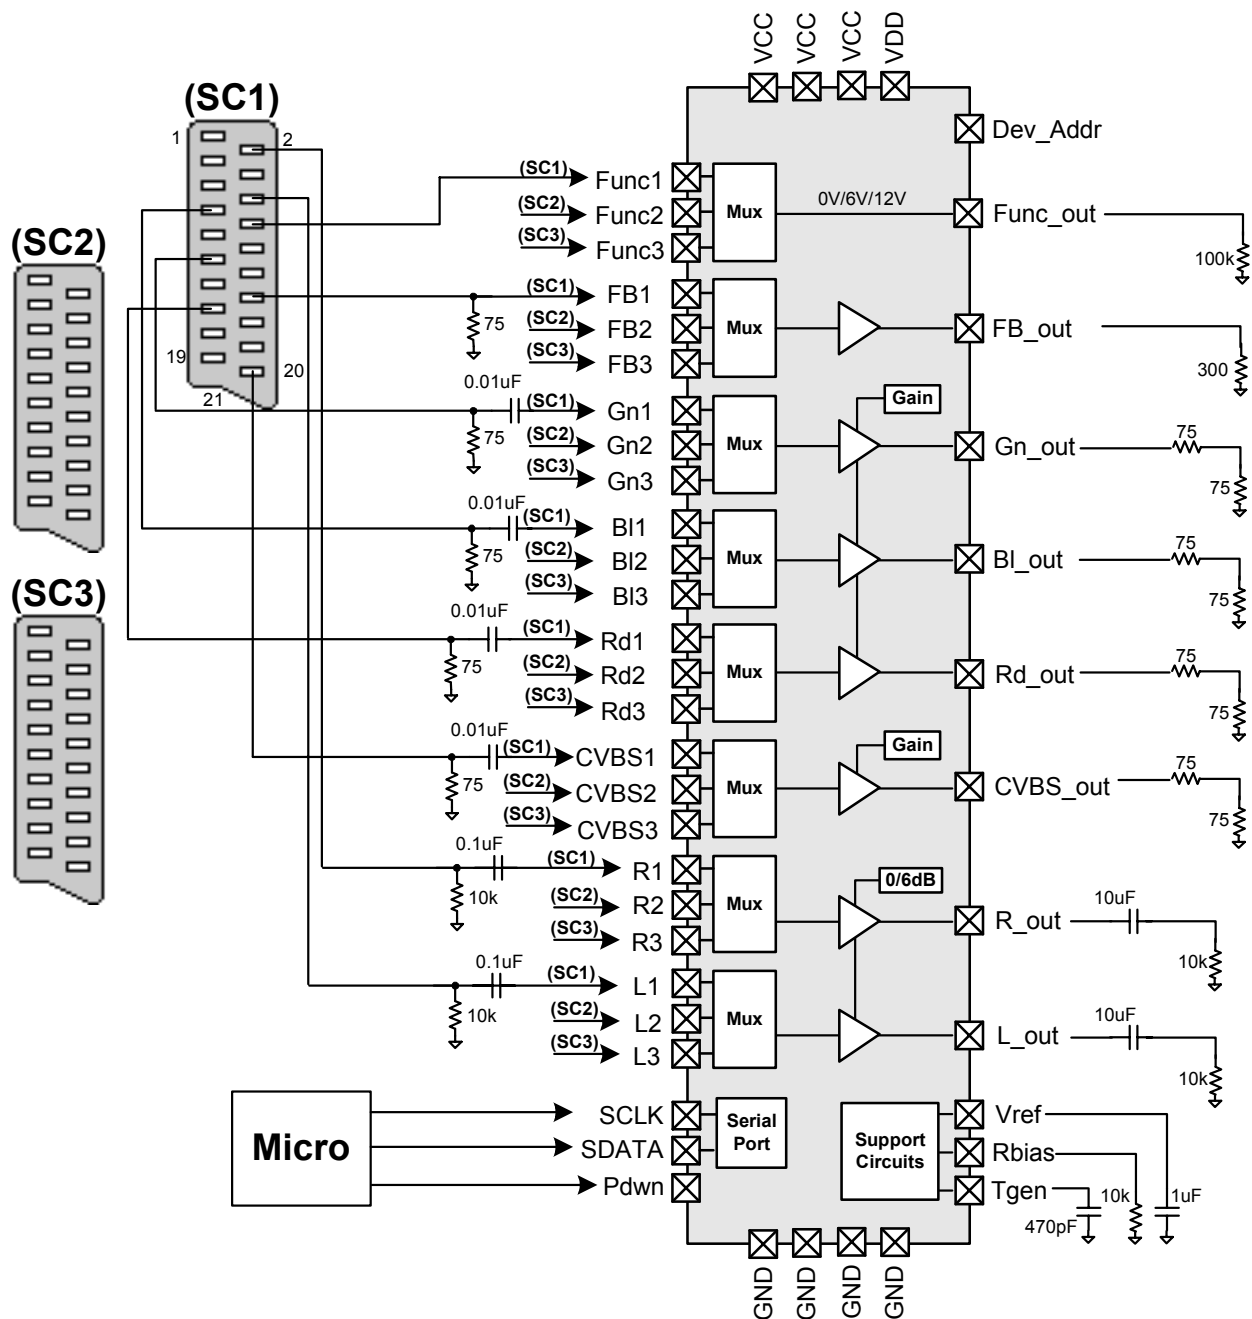 VCC VCC VCC VDD
(SC1)
1 2
19 20
21
(SC2)
(SC3)
Dev_Addr
(SC1) Func1
(SC2) Func2
(SC3) Func3
Mux
0V/6V/12V
Func_out
100k
(SC1) FB1
(SC2) FB2
(SC3) FB3
75
Mux
FB_out
300
0.01uF
(SC1) Gn1
(SC2) Gn2
(SC3) Gn3
75
Mux
Gain
Gn_out
75
75
0.01uF
(SC1) Bl1
(SC2) Bl2
(SC3) Bl3
75
Mux
Bl_out
75
75
0.01uF
(SC1) Rd1
(SC2) Rd2
(SC3) Rd3
75
Mux
Rd_out
75
75
0.01uF
(SC1) CVBS1
(SC2) CVBS2
(SC3) CVBS3
75
Mux
Gain
CVBS_out
75
75
0.1uF
(SC1) R1
(SC2) R2
(SC3) R3
10k
Mux
0/6dB
R_out
10uF
10k
0.1uF
(SC1) L1
(SC2) L2
(SC3) L3
10k
Mux
L_out
10uF
10k
Micro
SCLK
SDATA
Pdwn
Serial
Port
Support
Circuits
Vref
Rbias
Tgen
470pF
10k
1uF
GND GND GND GND